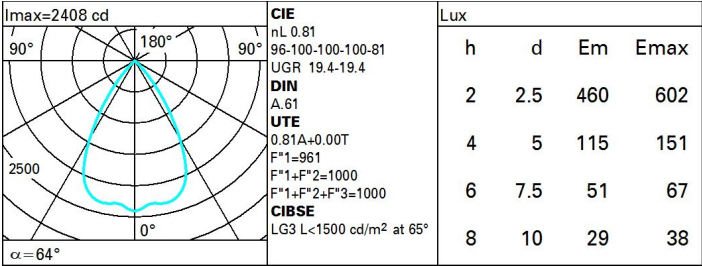 Imax=2408 cd
90°
180°
90°
2500
0°
α=64°
CIE
nL 0.81
96-100-100-100-81
UGR 19.4-19.4
DIN
A.61
UTE
0.81A+0.00T
F"1=961
F"1+F"2=1000
F"1+F"2+F"3=1000
CIBSE
LG3 L<1500 cd/m² at 65°
Lux
h d Em Emax
2 2.5 460 602
4 5 115 151
6 7.5 51 67
8 10 29 38